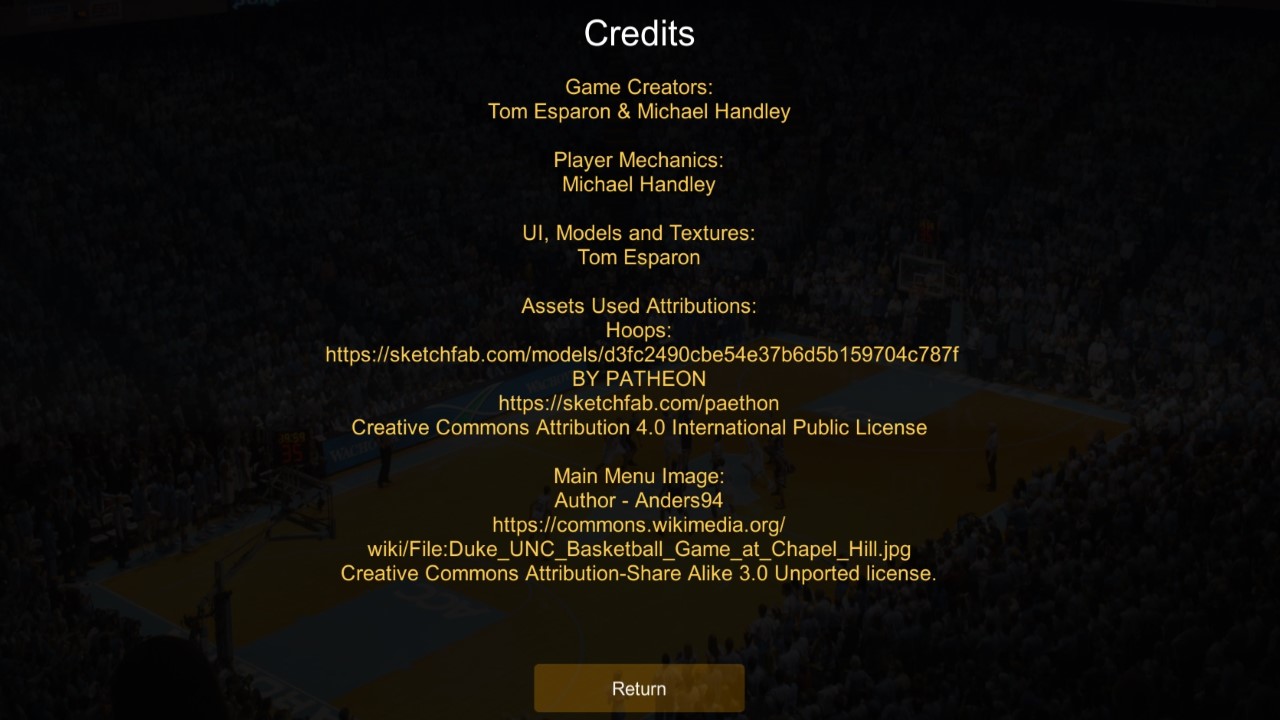 Credits
Game Creators:
Tom Esparon & Michael Handley
Player Mechanics:
Michael Handley
UI, Models and Textures:
Tom Esparon
Assets Used Attributions:
Hoops:
https://sketchfab.com/models/d3fc2490cbe54e37b6d5b159704c787f
BY PATHEON
https://sketchfab.com/paethon
Creative Commons Attribution 4.0 International Public License
Main Menu Image:
Author - Anders94
https://commons.wikimedia.org/
wiki/File:Duke_UNC_Basketball_Game_at_Chapel_Hill.jpg
Creative Commons Attribution-Share Alike 3.0 Unported license.
Return